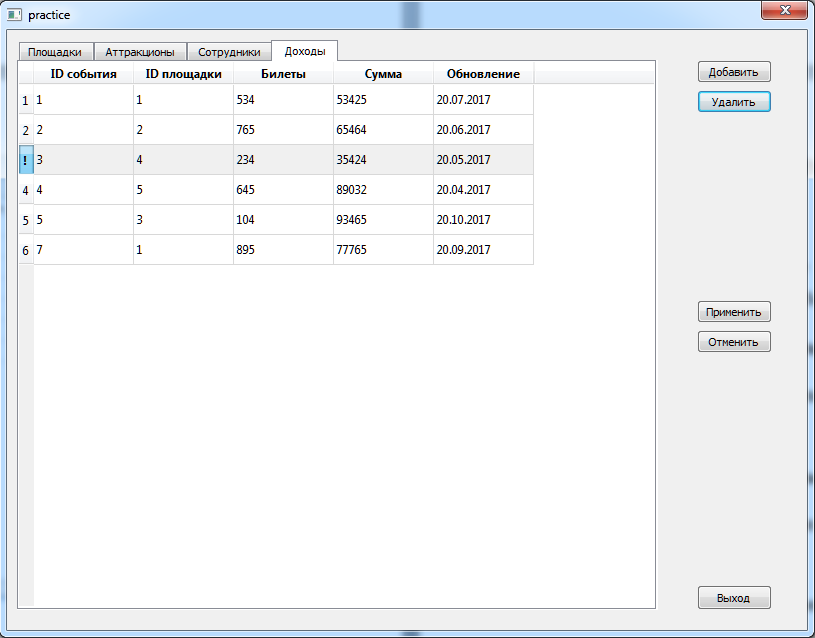 practice
Площадки Аттракционы Сотрудники Доходы
ID события ID площадки Билеты Сумма Обновление
1 1 1 534 53425 20.07.2017
2 2 2 765 65464 20.06.2017
! 3 4 234 35424 20.05.2017
4 4 5 645 89032 20.04.2017
5 5 3 104 93465 20.10.2017
6 7 1 895 77765 20.09.2017
Добавить
Удалить
Применить
Отменить
Выход